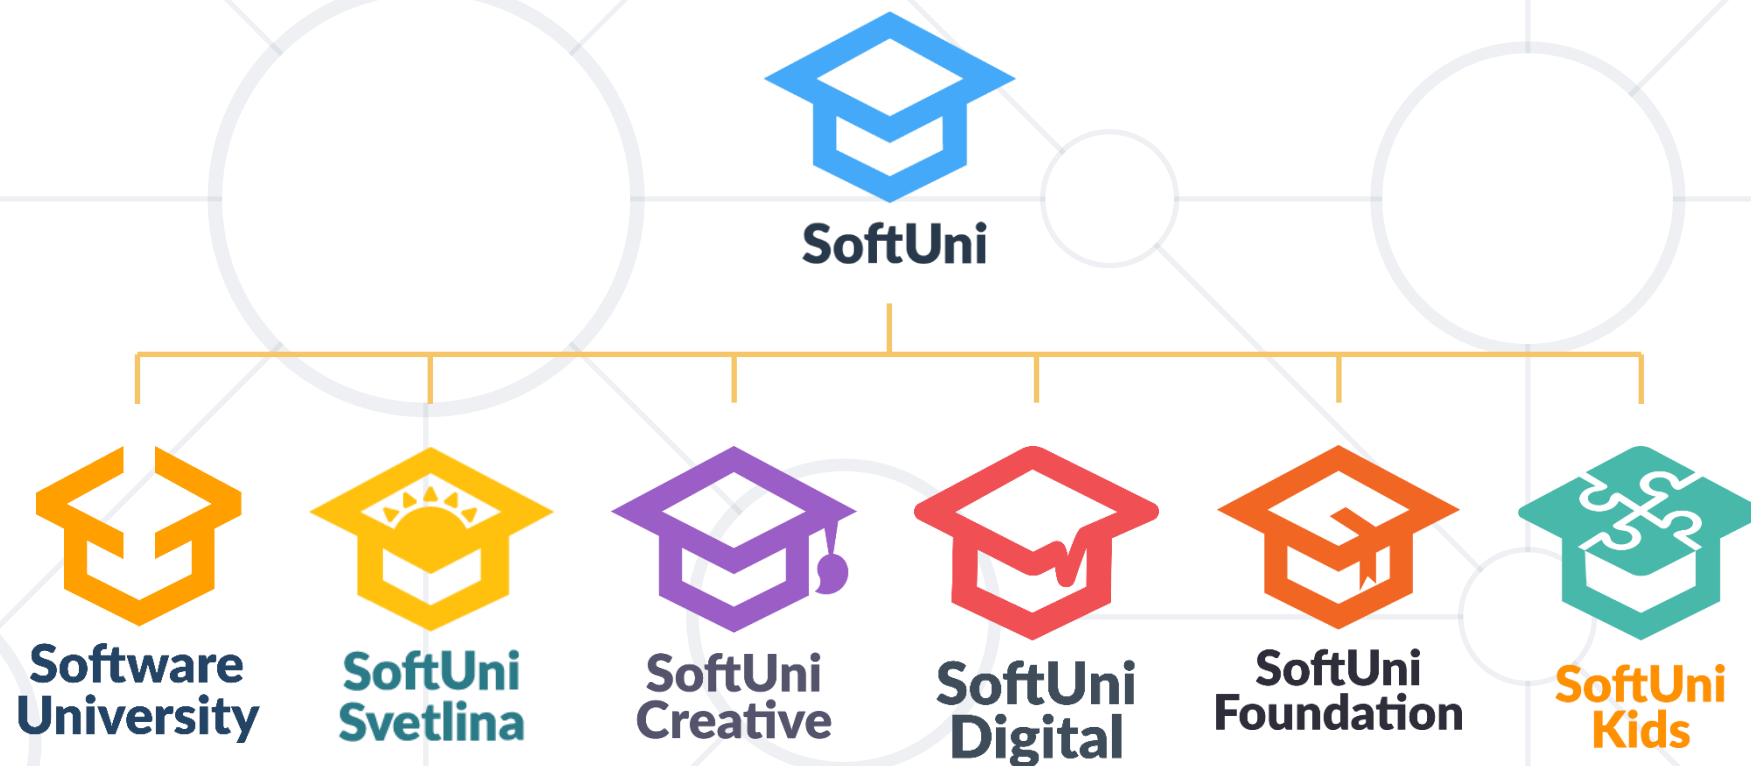 SoftUni
Software
University
SoftUni
Svetlina
SoftUni
Creative
SoftUni
Digital
SoftUni
Foundation
SoftUni
Kids